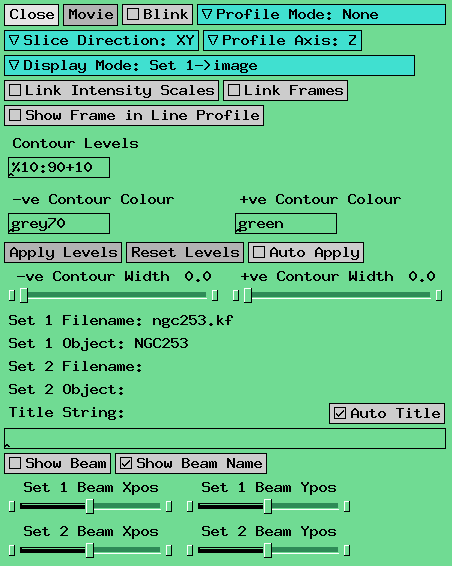 Close Movie Blink Profile Mode: None
Slice Direction: XY Profile Axis: Z
Display Mode: Set 1->image
Link Intensity Scales Link Frames
Show Frame in Line Profile
Contour Levels
%10:90+10
-ve Contour Colour +ve Contour Colour
grey70 green
Apply Levels Reset Levels Auto Apply
-ve Contour Width 0.0 +ve Contour Width 0.0
Set 1 Filename: ngc253.kf
Set 1 Object: NGC253
Set 2 Filename:
Set 2 Object:
Title String: Auto Title
Show Beam Show Beam Name
Set 1 Beam Xpos Set 1 Beam Ypos
Set 2 Beam Xpos Set 2 Beam Ypos